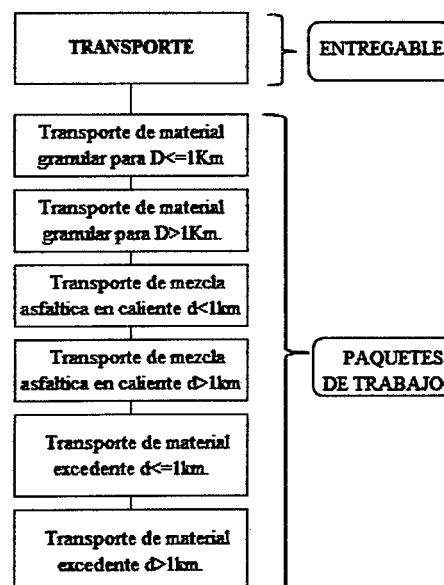 TRANSPORTE
ENTREGABLE
Transporte de material
granular para D<=1Km
Transporte de material
granular para D>1Km.
Transporte de mezcla
asfaltica en caliente d<1km
Transporte de mezcla
asfaltica en caliente d>1km
Transporte de material
excedente d<=1km.
Transporte de material
excedente d>1km.
PAQUETES
DE TRABAJO